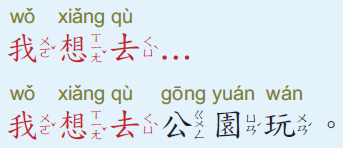 wǒ xiǎng qù
我ㄨㄛˇ想ㄒㄧㄤˇ去ㄑㄩˋ...
wǒ xiǎng qù gōng yuán wán
我ㄨㄛˇ想ㄒㄧㄤˇ去ㄑㄩˋ公ㄍㄨㄥ園ㄩㄢˊ玩ㄨㄢˊ。